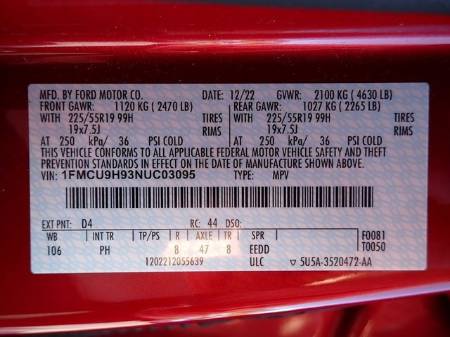 MFD. BY FORD MOTOR CO. 12/22 GVWR: 2100 KG (4630 LB)
FRONT GAWR: 1120 KG (2470 LB) REAR GAWR: 1027 KG (2265 LB)
WITH 225/55R19 99H TIRES WITH 225/55R19 99H TIRES
19x7.5J RIMS 19x7.5J RIMS
AT 250 kPa/ 36 PSI COLD AT 250 kPa/ 36 PSI COLD
THIS VEHICLE CONFORMS TO ALL APPLICABLE FEDERAL MOTOR VEHICLE SAFETY AND THEFT
PREVENTION STANDARDS IN EFFECT ON THE DATE OF MANUFACTURE SHOWN ABOVE.
VIN: 1FMCU9H93NUC03095 TYPE: MPV
EXT PNT: D4 RC: 44 DSO:
WB INT TR TP/PS R AXLE TR SPR F0081
106 PH 8 47 8 EEDD T0050
1202212055639 ULC ▽ 5U5A-3520472-AA